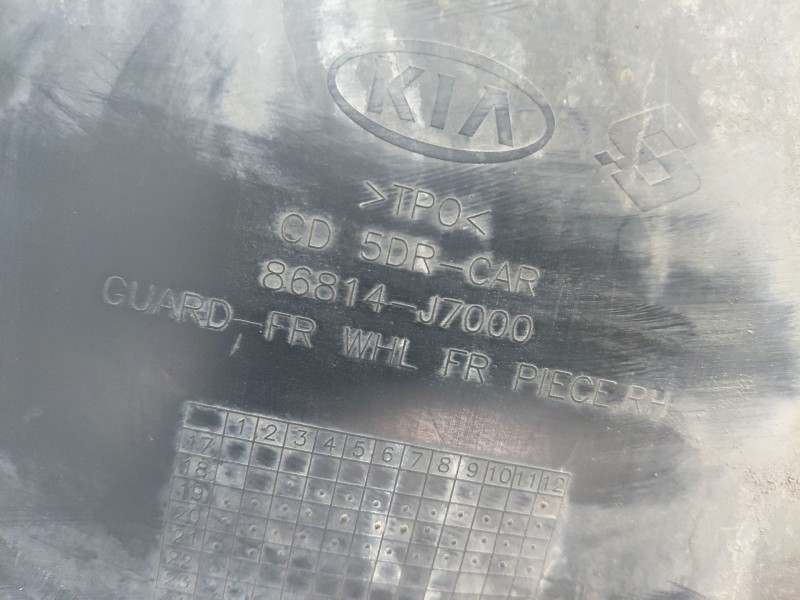 KIA
>TPO<
CD 5DR-CAR
86814-J7000
GUARD-FR WHL FR PIECE.RH
1 2 3 4 5 6 7 8 9 10 11 12
17
18
19
20
21
22
23